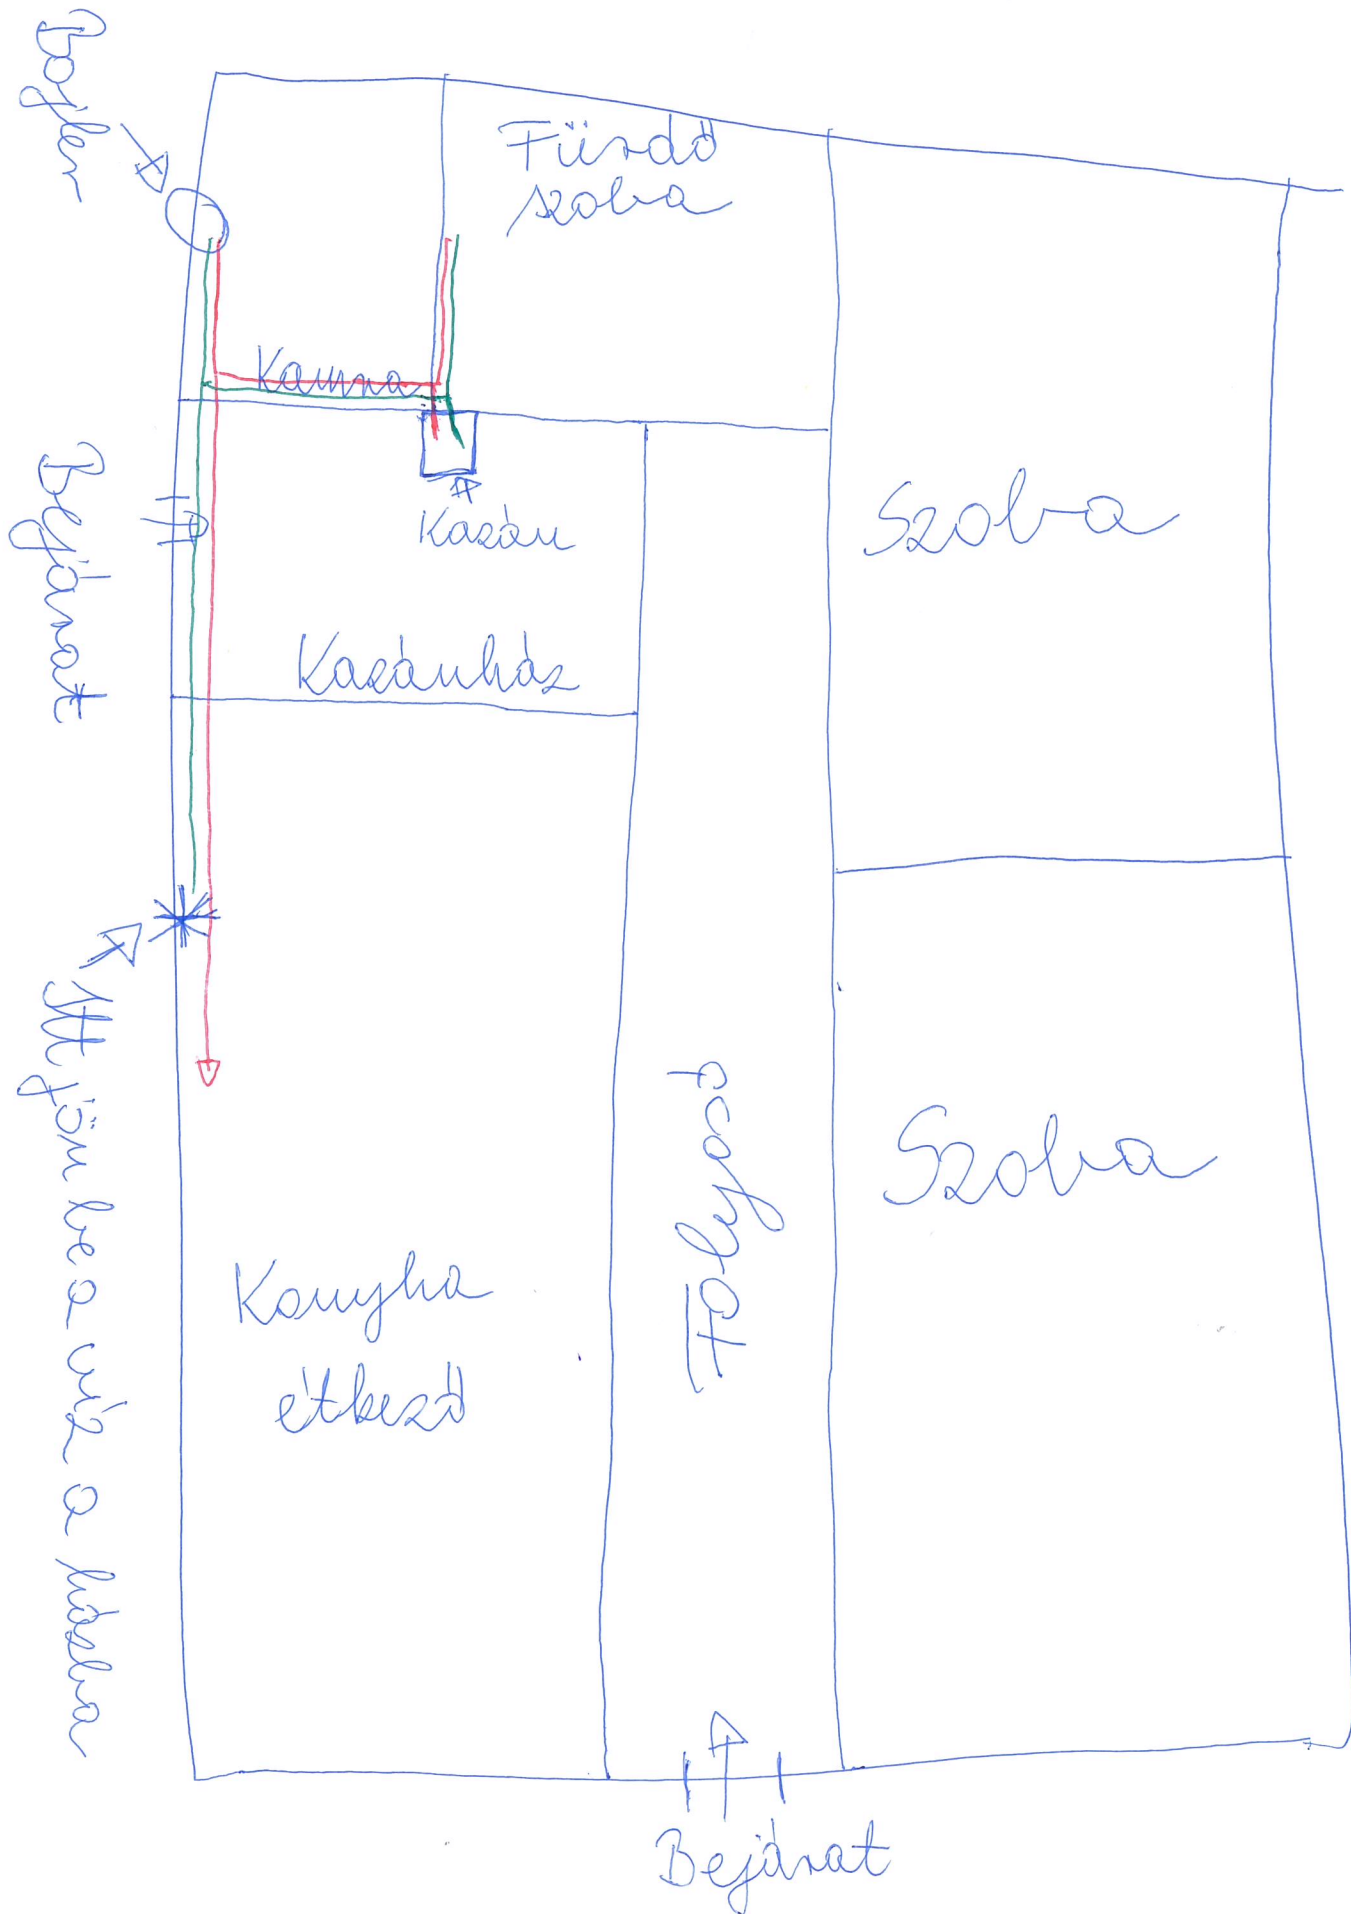 Bojler
Fürdő
szoba
Kamra
Bejárat
Kazán
Szoba
Kazánház
Itt jön be a víz a házba
Folyosó
Szoba
Konyha
étkező
Bejárat